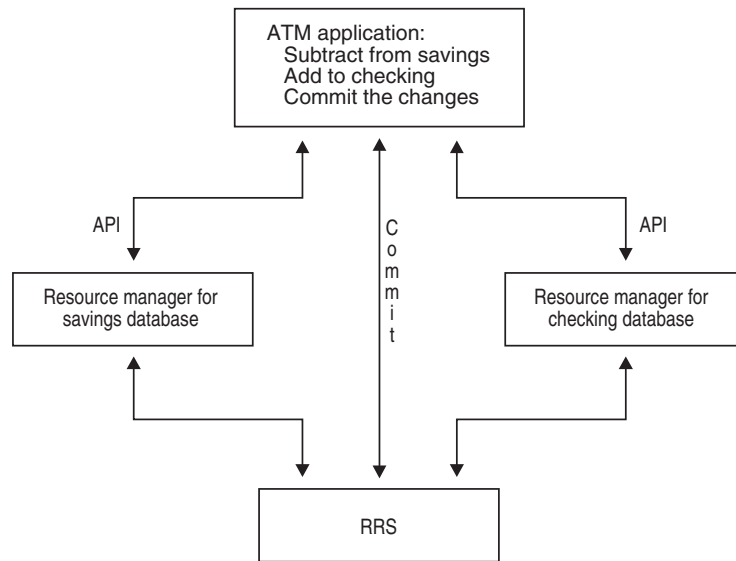 ATM application:
Subtract from savings
Add to checking
Commit the changes
API
Commit
API
Resource manager for
savings database
Resource manager for
checking database
RRS